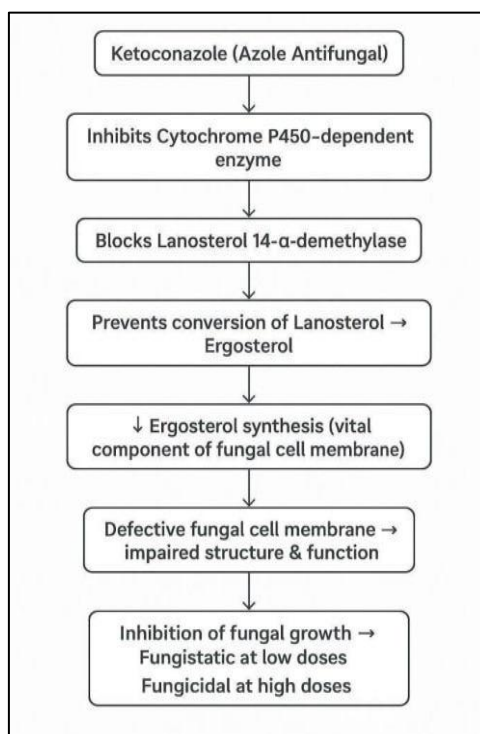 Ketoconazole (Azole Antifungal)
Inhibits Cytochrome P450-dependent
enzyme
Blocks Lanosterol 14-α-demethylase
Prevents conversion of Lanosterol →
Ergosterol
↓ Ergosterol synthesis (vital
component of fungal cell membrane)
Defective fungal cell membrane →
impaired structure & function
Inhibition of fungal growth →
Fungistatic at low doses
Fungicidal at high doses